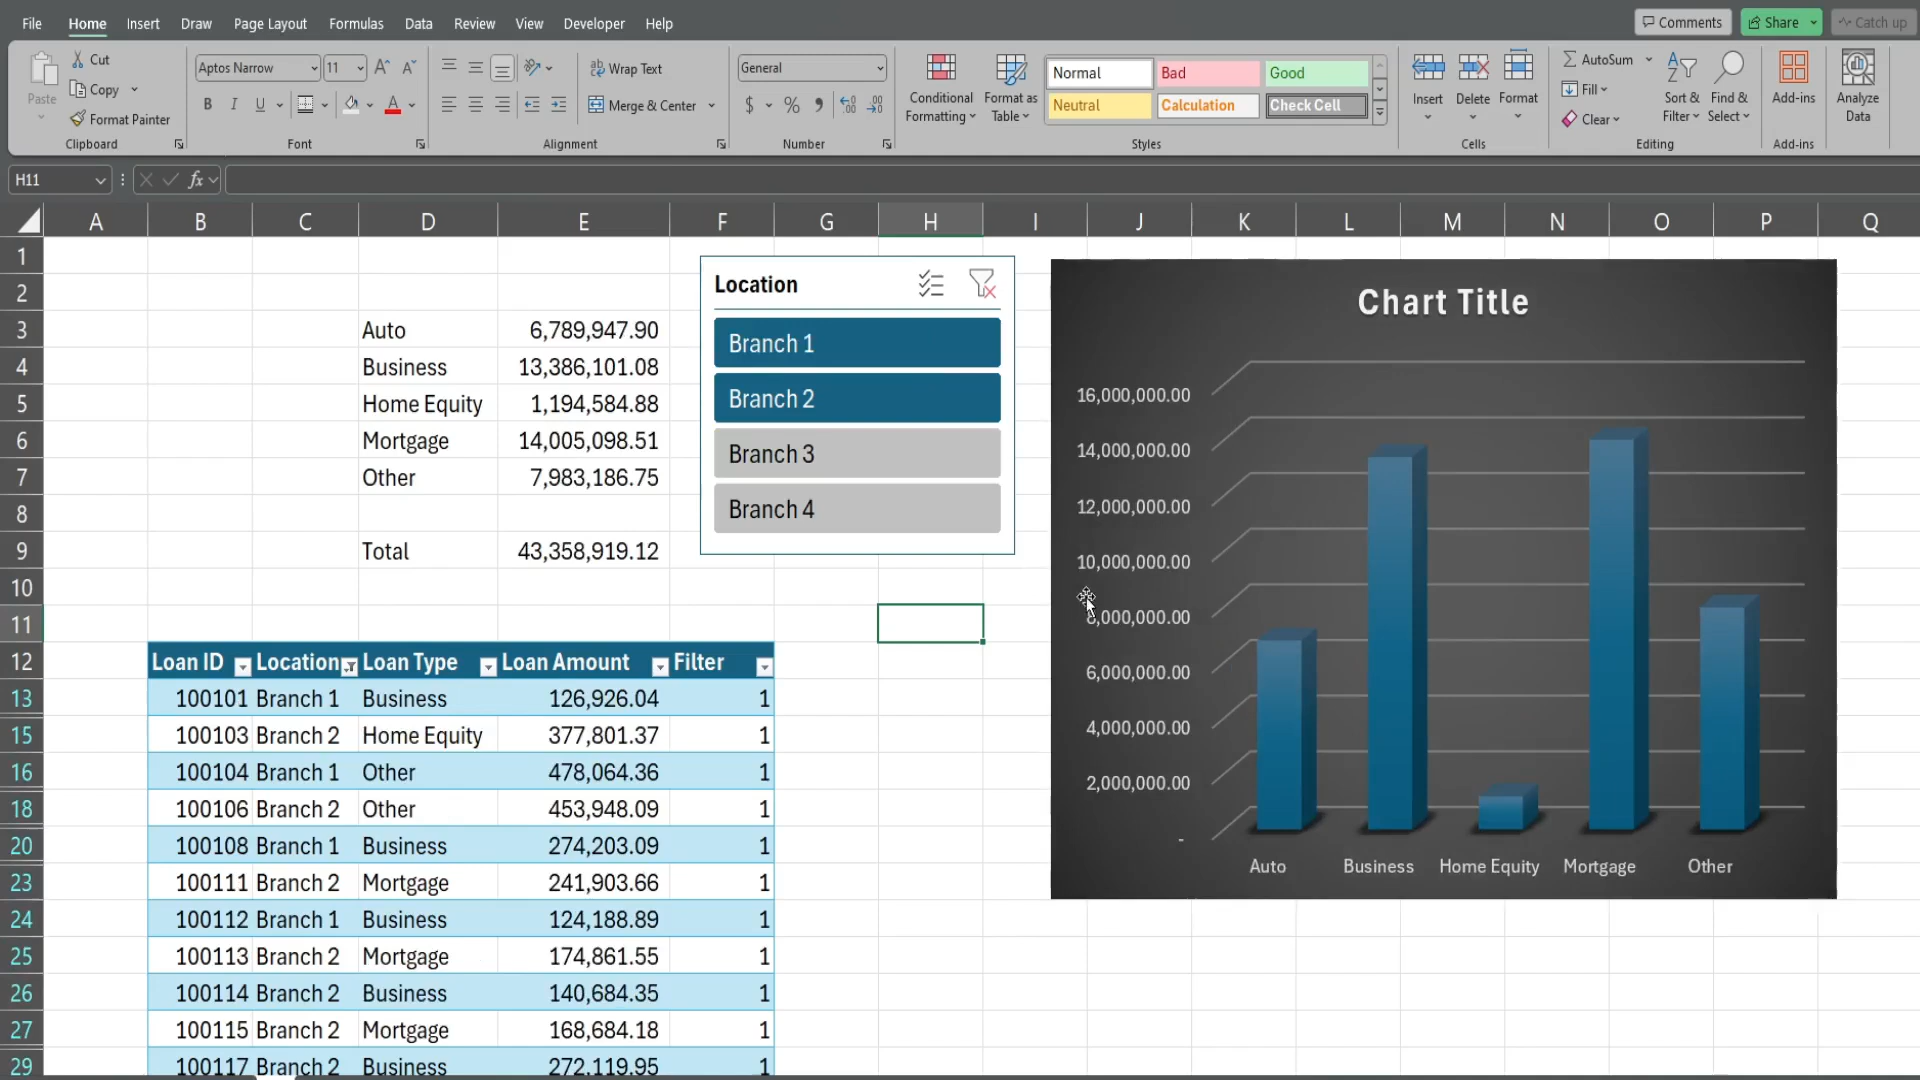 File Home Insert Draw Page Layout Formulas Data Review View Developer Help Comments Share Catch up
Paste
Cut
Copy
Format Painter
Clipboard
Aptos Narrow 11
B I U
Font
Wrap Text
Merge & Center
Alignment
General
$ % ,
Number
Conditional Formatting
Format as Table
Normal Bad Good
Neutral Calculation Check Cell
Styles
Insert Delete Format
Cells
AutoSum
Fill
Clear
Sort & Filter
Find & Select
Editing
Add-ins
Add-ins
Analyze Data
H11 fx
A B C D E F G H I J K L M N O P Q
1
2
3 Auto 6,789,947.90
4 Business 13,386,101.08
5 Home Equity 1,194,584.88
6 Mortgage 14,005,098.51
7 Other 7,983,186.75
8
9 Total 43,358,919.12
10
11
12 Loan ID Location Loan Type Loan Amount Filter
13 100101 Branch 1 Business 126,926.04 1
15 100103 Branch 2 Home Equity 377,801.37 1
16 100104 Branch 1 Other 478,064.36 1
18 100106 Branch 2 Other 453,948.09 1
20 100108 Branch 1 Business 274,203.09 1
23 100111 Branch 2 Mortgage 241,903.66 1
24 100112 Branch 1 Business 124,188.89 1
25 100113 Branch 2 Mortgage 174,861.55 1
26 100114 Branch 2 Business 140,684.35 1
27 100115 Branch 2 Mortgage 168,684.18 1
29 100117 Branch 2 Business 272,119.95 1
Location
Branch 1
Branch 2
Branch 3
Branch 4
Chart Title
16,000,000.00
14,000,000.00
12,000,000.00
10,000,000.00
8,000,000.00
6,000,000.00
4,000,000.00
2,000,000.00
-
Auto Business Home Equity Mortgage Other